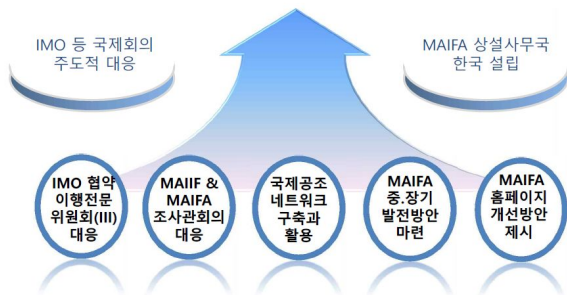 IMO 등 국제회의
주도적 대응
MAIFA 상설사무국
한국 설립
IMO 협약
이행전문
위원회(III)
대응
MAIIF &
MAIFA
조사관회의
대응
국제공조
네트워크
구축과
활용
MAIFA
중.장기
발전방안
마련
MAIFA
홈페이지
개선방안
제시